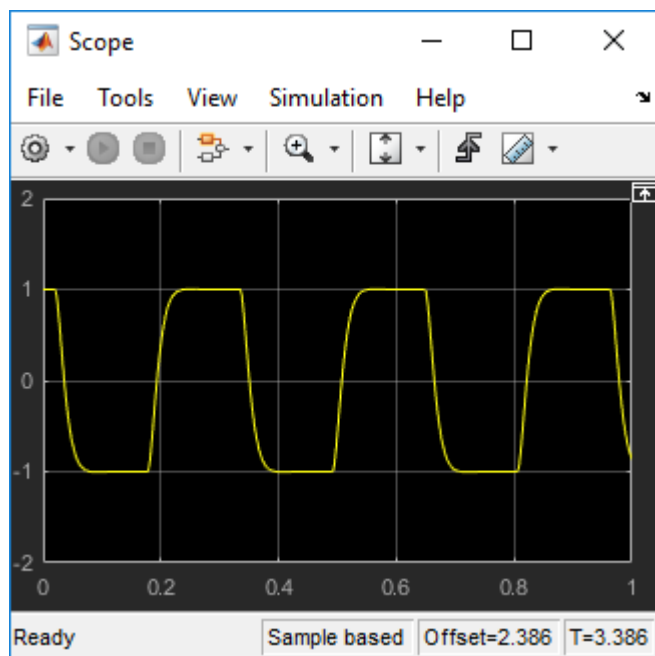 Scope
File Tools View Simulation Help
2
1
0
-1
-2
0 0.2 0.4 0.6 0.8 1
Ready Sample based Offset=2.386 T=3.386